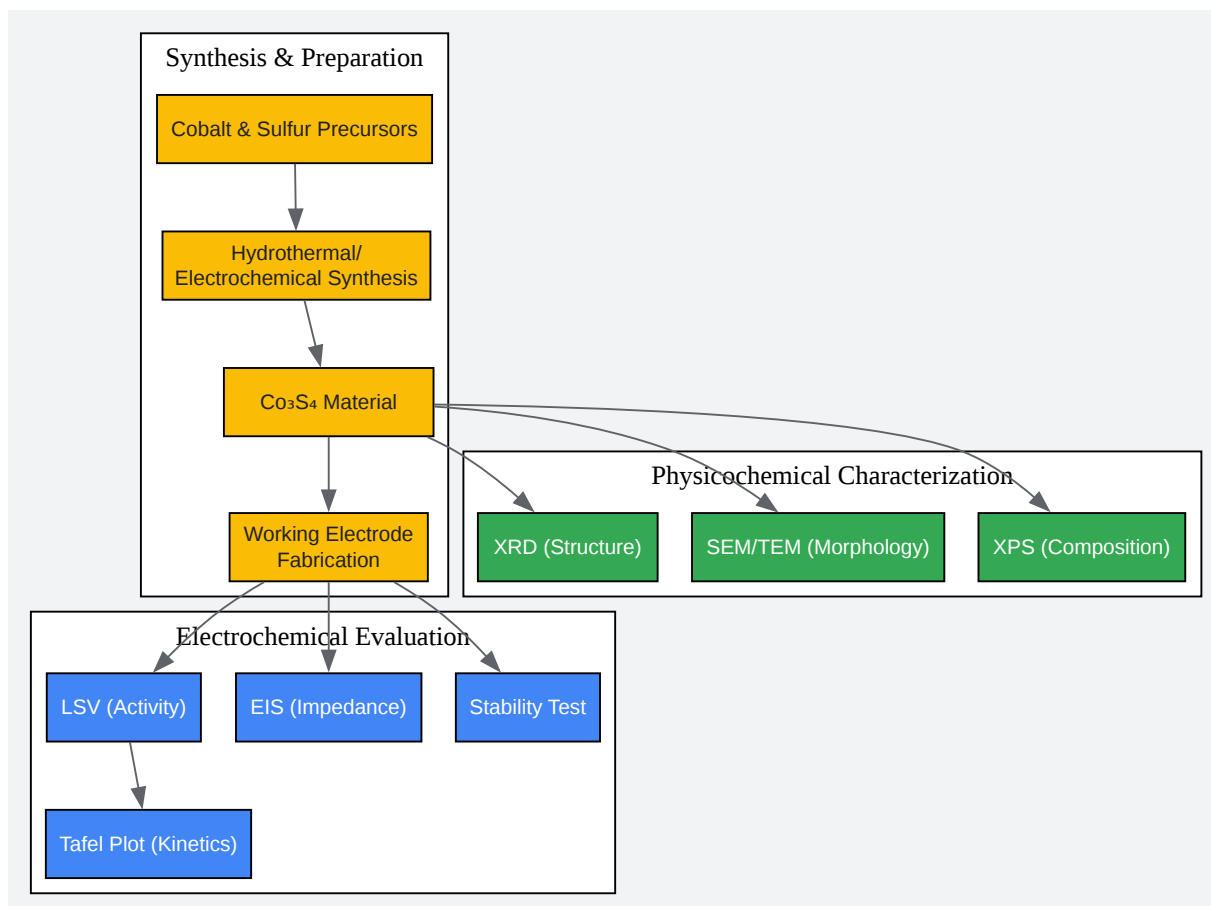 Synthesis & Preparation
Cobalt & Sulfur Precursors
Hydrothermal/
Electrochemical Synthesis
Co₃S₄ Material
Physicochemical Characterization
Working Electrode
Fabrication
XRD (Structure)
SEM/TEM (Morphology)
XPS (Composition)
Electrochemical Evaluation
LSV (Activity)
EIS (Impedance)
Stability Test
Tafel Plot (Kinetics)